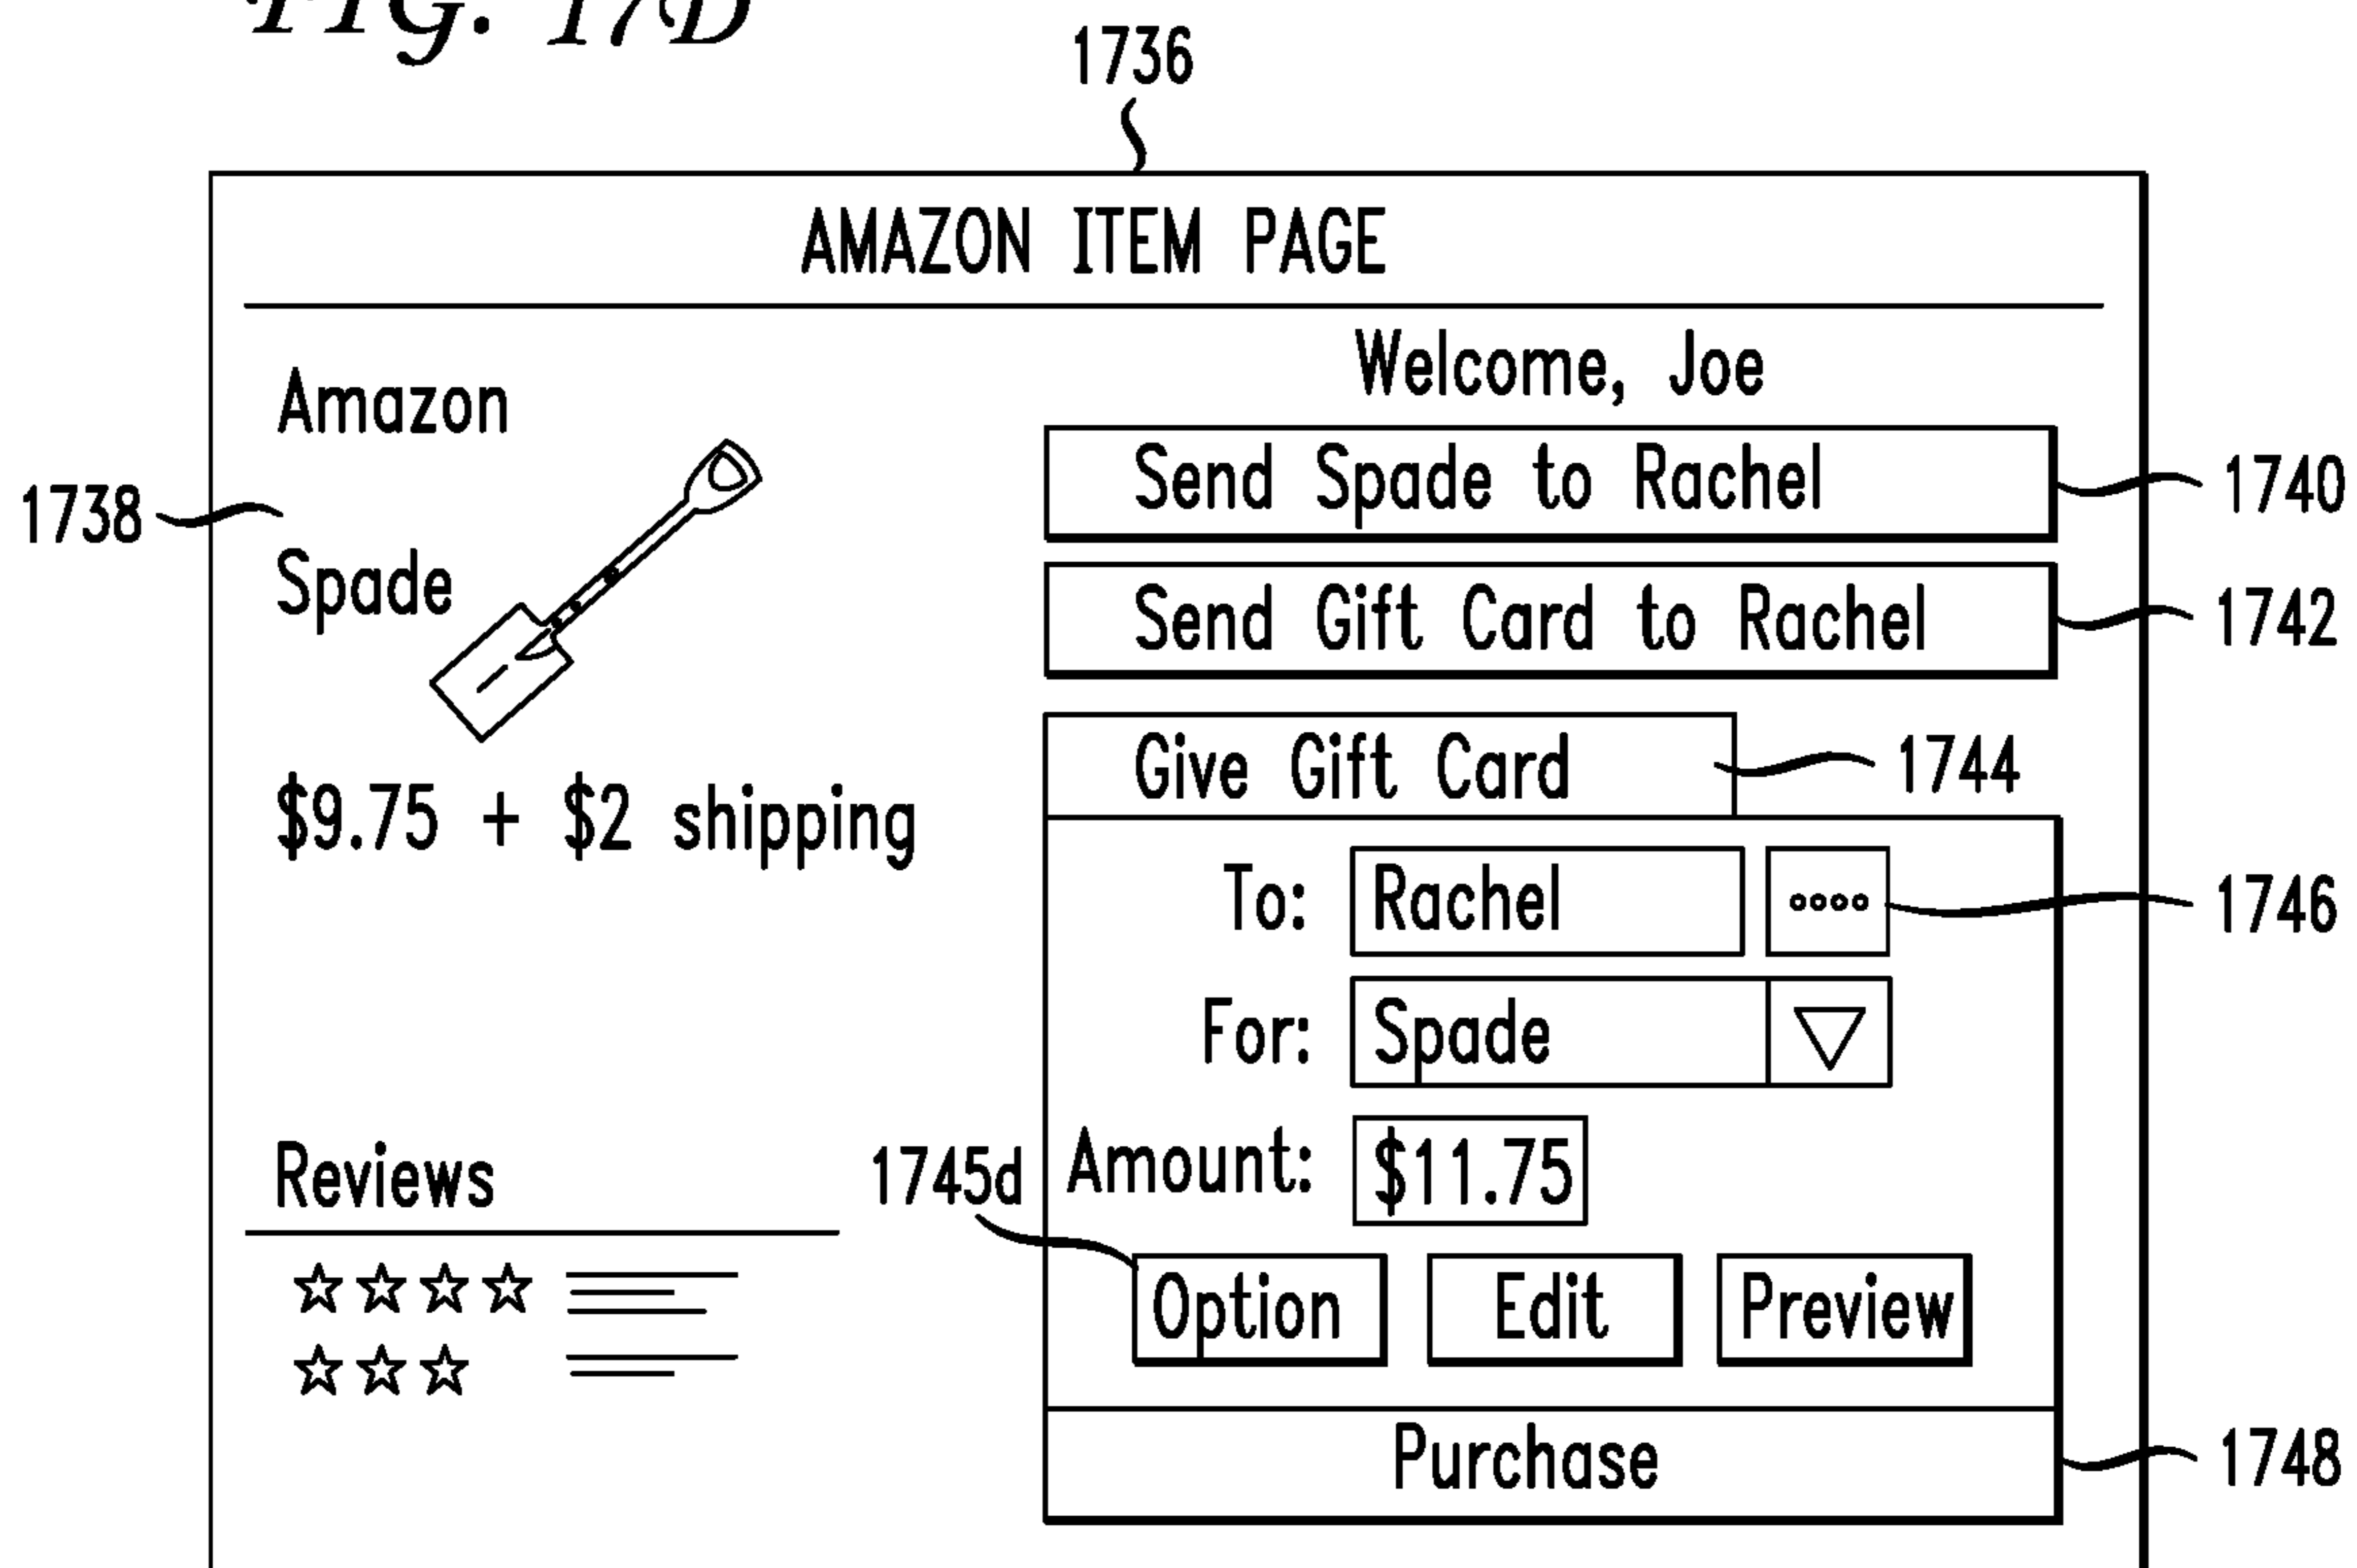 FIG. 17D
1736
AMAZON ITEM PAGE
Welcome, Joe
Amazon
1738
Spade
$9.75 + $2 shipping
Send Spade to Rachel
1740
Send Gift Card to Rachel
1742
Give Gift Card
1744
To: Rachel
1746
For: Spade
Amount: $11.75
1745d
Option Edit Preview
Purchase
1748
Reviews